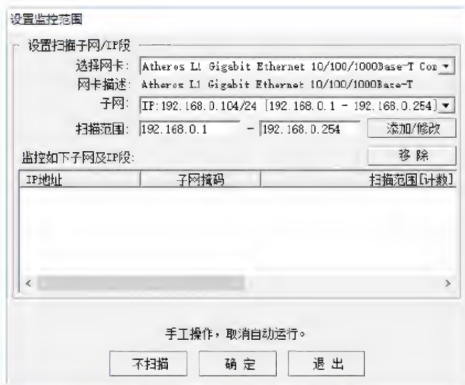 设置监控范围
设置扫描子网/IP段
选择网卡: Atheros L1 Gigabit Ethernet 10/100/1000Base-T Con
网卡描述: Atheros L1 Gigabit Ethernet 10/100/1000Base-T
子网: IP:192.168.0.104/24 [192.168.0.1 - 192.168.0.254]
扫描范围: 192.168.0.1 - 192.168.0.254 添加/修改
监控如下子网及IP段: 移 除
IP地址 子网掩码 扫描范围[计数]
手工操作，取消自动运行。
不扫描 确 定 退 出